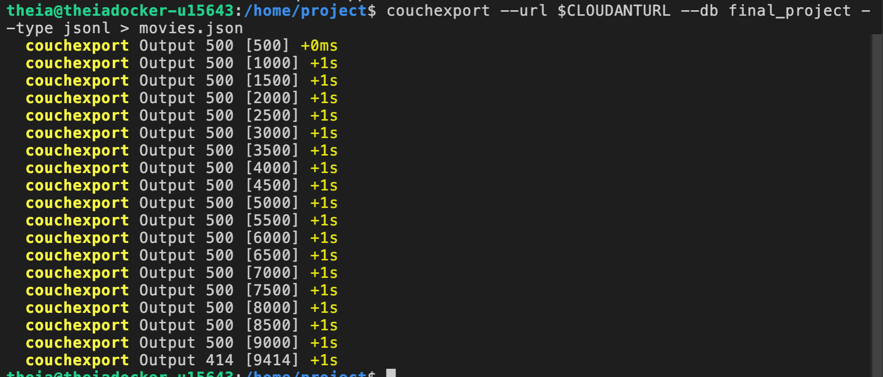 theia@theiadocker-u15643:/home/project$ couchexport --url $CLOUDANTURL --db final_project -
-type jsonl > movies.json
couchexport Output 500 [500] +0ms
couchexport Output 500 [1000] +1s
couchexport Output 500 [1500] +1s
couchexport Output 500 [2000] +1s
couchexport Output 500 [2500] +1s
couchexport Output 500 [3000] +1s
couchexport Output 500 [3500] +1s
couchexport Output 500 [4000] +1s
couchexport Output 500 [4500] +1s
couchexport Output 500 [5000] +1s
couchexport Output 500 [5500] +1s
couchexport Output 500 [6000] +1s
couchexport Output 500 [6500] +1s
couchexport Output 500 [7000] +1s
couchexport Output 500 [7500] +1s
couchexport Output 500 [8000] +1s
couchexport Output 500 [8500] +1s
couchexport Output 500 [9000] +1s
couchexport Output 414 [9414] +1s
theia@theiadocker-u15643:/home/project$